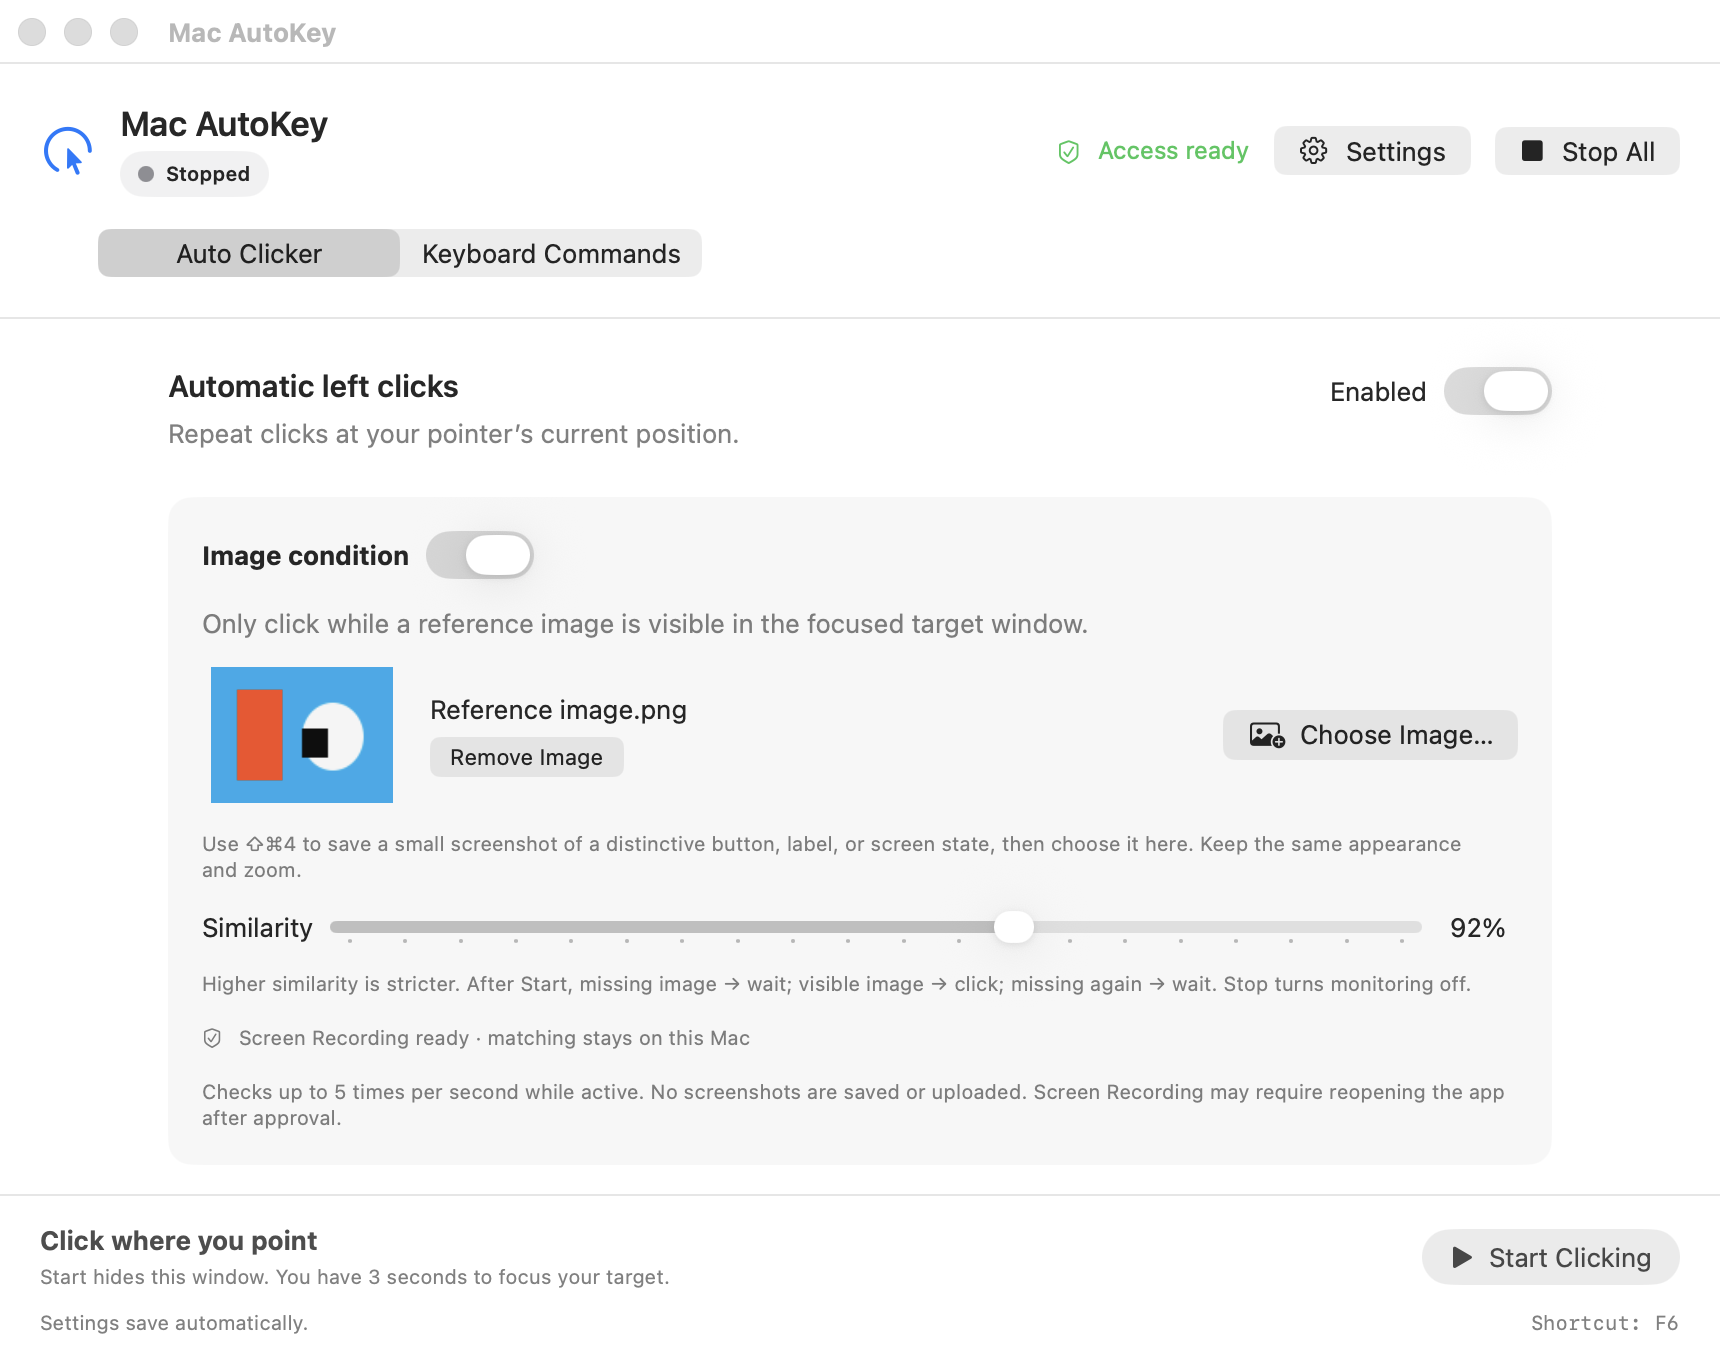 Mac AutoKey
Mac AutoKey
Stopped
Access ready
Settings
Stop All
Auto Clicker
Keyboard Commands
Automatic left clicks
Enabled
Repeat clicks at your pointer’s current position.
Image condition
Only click while a reference image is visible in the focused target window.
Reference image.png
Remove Image
Choose Image...
Use ⇧⌘4 to save a small screenshot of a distinctive button, label, or screen state, then choose it here. Keep the same appearance
and zoom.
Similarity
92%
Higher similarity is stricter. After Start, missing image → wait; visible image → click; missing again → wait. Stop turns monitoring off.
Screen Recording ready · matching stays on this Mac
Checks up to 5 times per second while active. No screenshots are saved or uploaded. Screen Recording may require reopening the app
after approval.
Click where you point
Start hides this window. You have 3 seconds to focus your target.
Start Clicking
Settings save automatically.
Shortcut: F6